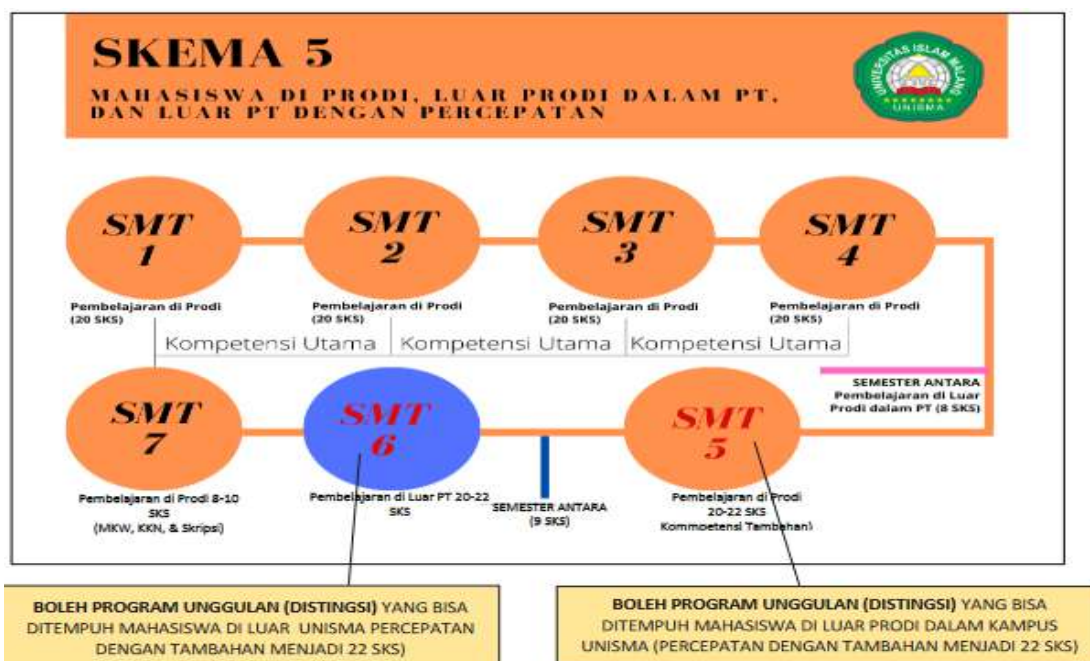 SKEMA 5
MAHASISWA DI PRODI, LUAR PRODI DALAM PT,
DAN LUAR PT DENGAN PERCEPATAN
UNIVERSITAS ISLAM MALANG
UNISMA
SMT
1
SMT
2
SMT
3
SMT
4
Pembelajaran di Prodi
(20 SKS)
Pembelajaran di Prodi
(20 SKS)
Pembelajaran di Prodi
(20 SKS)
Pembelajaran di Prodi
(20 SKS)
Kompetensi Utama
Kompetensi Utama
Kompetensi Utama
SEMESTER ANTARA
Pembelajaran di Luar
Prodi dalam PT (8 SKS)
SMT
7
SMT
6
SMT
5
Pembelajaran di Prodi 8-10
SKS
(MKW, KKN, & Skripsi)
Pembelajaran di Luar PT 20-22
SKS
SEMESTER ANTARA
(9 SKS)
Pembelajaran di Prodi
20-22 SKS
Kommpetensi Tambahan)
BOLEH PROGRAM UNGGULAN (DISTINGSI) YANG BISA
DITEMPUH MAHASISWA DI LUAR UNISMA PERCEPATAN
DENGAN TAMBAHAN MENJADI 22 SKS)
BOLEH PROGRAM UNGGULAN (DISTINGSI) YANG BISA
DITEMPUH MAHASISWA DI LUAR PRODI DALAM KAMPUS
UNISMA (PERCEPATAN DENGAN TAMBAHAN MENJADI 22 SKS)